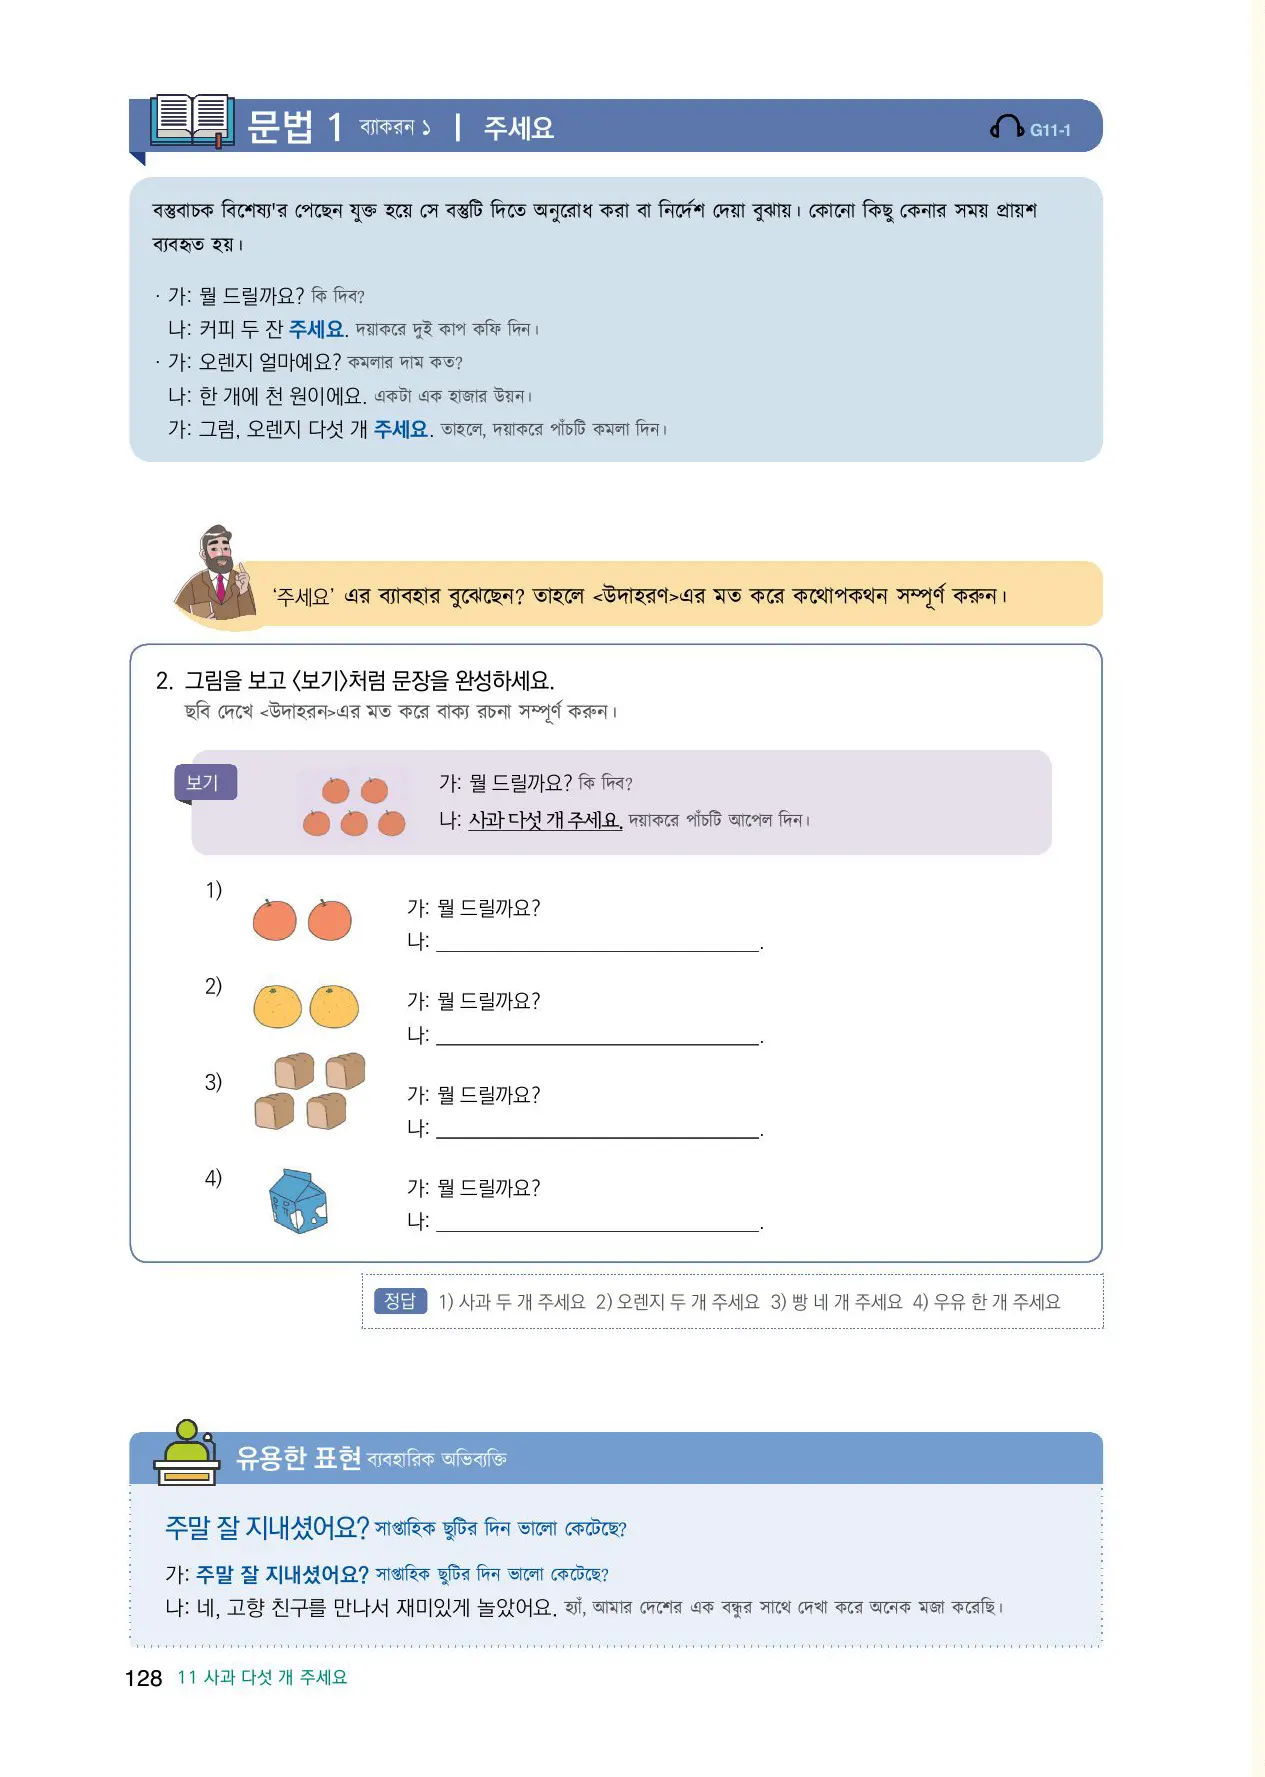 문법 1 ব্যাকরন ১ | 주세요 G11-1
বস্তুবাচক বিশেষ্য'র পেছেন যুক্ত হয়ে সে বস্তুটি দিতে অনুরোধ করা বা নির্দেশ দেয়া বুঝায়। কোনো কিছু কেনার সময় প্রায়শ
ব্যবহৃত হয়।
· 가: 뭘 드릴까요? কি দিব?
나: 커피 두 잔 주세요. দয়াকরে দুই কাপ কফি দিন।
· 가: 오렌지 얼마예요? কমলার দাম কত?
나: 한 개에 천 원이에요. একটা এক হাজার উয়ন।
가: 그럼, 오렌지 다섯 개 주세요. তাহলে, দয়াকরে পাঁচটি কমলা দিন।
‘주세요’ এর ব্যাবহার বুঝেছেন? তাহলে <উদাহরণ>এর মত করে কথোপকথন সম্পূর্ণ করুন।
2. 그림을 보고 〈보기〉처럼 문장을 완성하세요.
ছবি দেখে <উদাহরন>এর মত করে বাক্য রচনা সম্পূর্ণ করুন।
보기
가: 뭘 드릴까요? কি দিব?
나: 사과 다섯 개 주세요. দয়াকরে পাঁচটি আপেল দিন।
1)
가: 뭘 드릴까요?
나: ______________________________.
2)
가: 뭘 드릴까요?
나: ______________________________.
3)
가: 뭘 드릴까요?
나: ______________________________.
4)
우유
가: 뭘 드릴까요?
나: ______________________________.
정답 1) 사과 두 개 주세요 2) 오렌지 두 개 주세요 3) 빵 네 개 주세요 4) 우유 한 개 주세요
유용한 표현 ব্যবহারিক অভিব্যক্তি
주말 잘 지내셨어요? সাপ্তাহিক ছুটির দিন ভালো কেটেছে?
가: 주말 잘 지내셨어요? সাপ্তাহিক ছুটির দিন ভালো কেটেছে?
나: 네, 고향 친구를 만나서 재미있게 놀았어요. হ্যাঁ, আমার দেশের এক বন্ধুর সাথে দেখা করে অনেক মজা করেছি।
128 11 사과 다섯 개 주세요